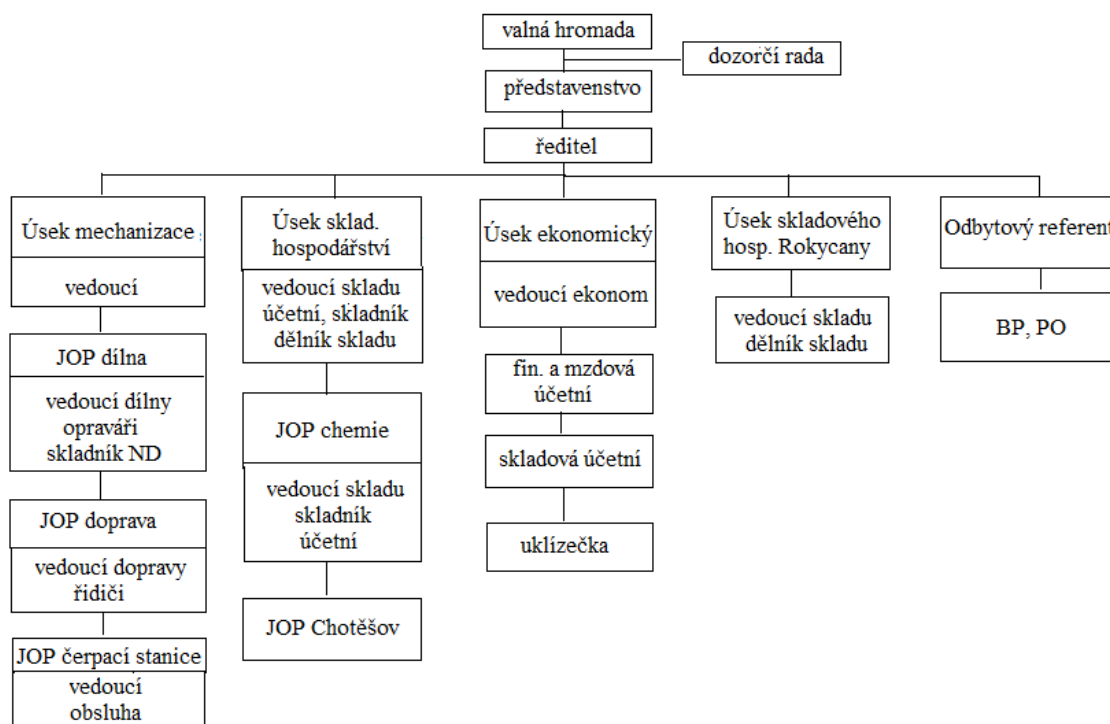 valná hromada
dozorčí rada
představenstvo
ředitel
Úsek mechanizace
vedoucí
JOP dílna
vedoucí dílny
opraváři
skladník ND
JOP doprava
vedoucí dopravy
řidiči
JOP čerpací stanice
vedoucí
obsluha
Úsek sklad.
hospodářství
vedoucí skladu
účetní, skladník
dělník skladu
JOP chemie
vedoucí skladu
skladník
účetní
JOP Chotěšov
Úsek ekonomický
vedoucí ekonom
fin. a mzdová
účetní
skladová účetní
uklízečka
Úsek skladového
hosp. Rokycany
vedoucí skladu
dělník skladu
Odbytový referent
BP, PO